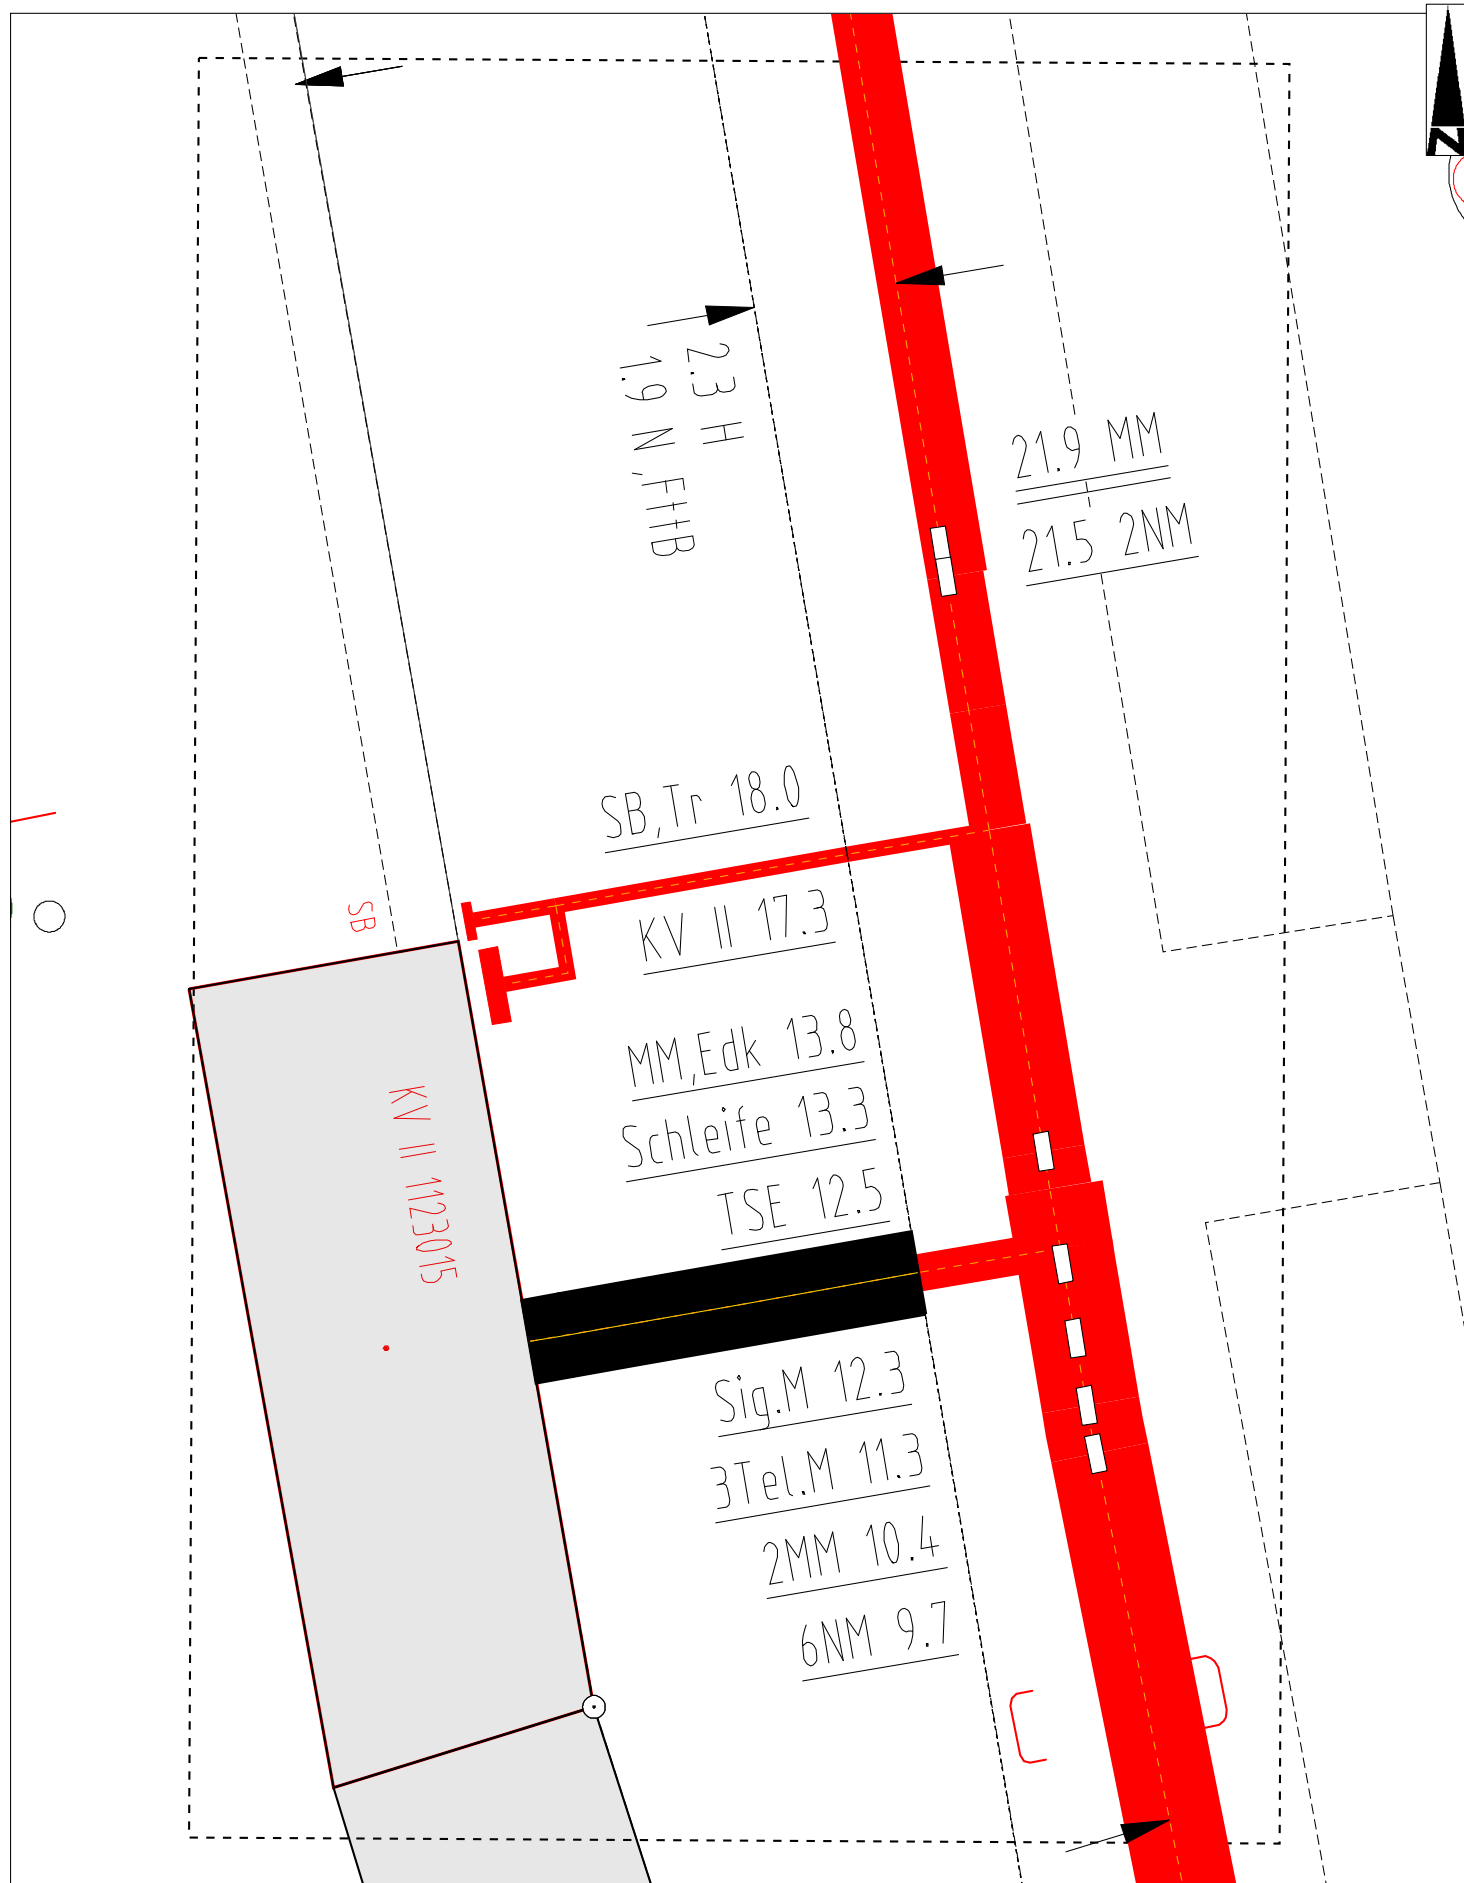 N
2.3 H
1.9 N,FttB
21.9 MM
21.5 2NM
SB,Tr 18.0
SB
KV II 17.3
MM,Edk 13.8
Schleife 13.3
TSE 12.5
KV II 1123015
Sig.M 12.3
3Tel.M 11.3
2MM 10.4
6NM 9.7